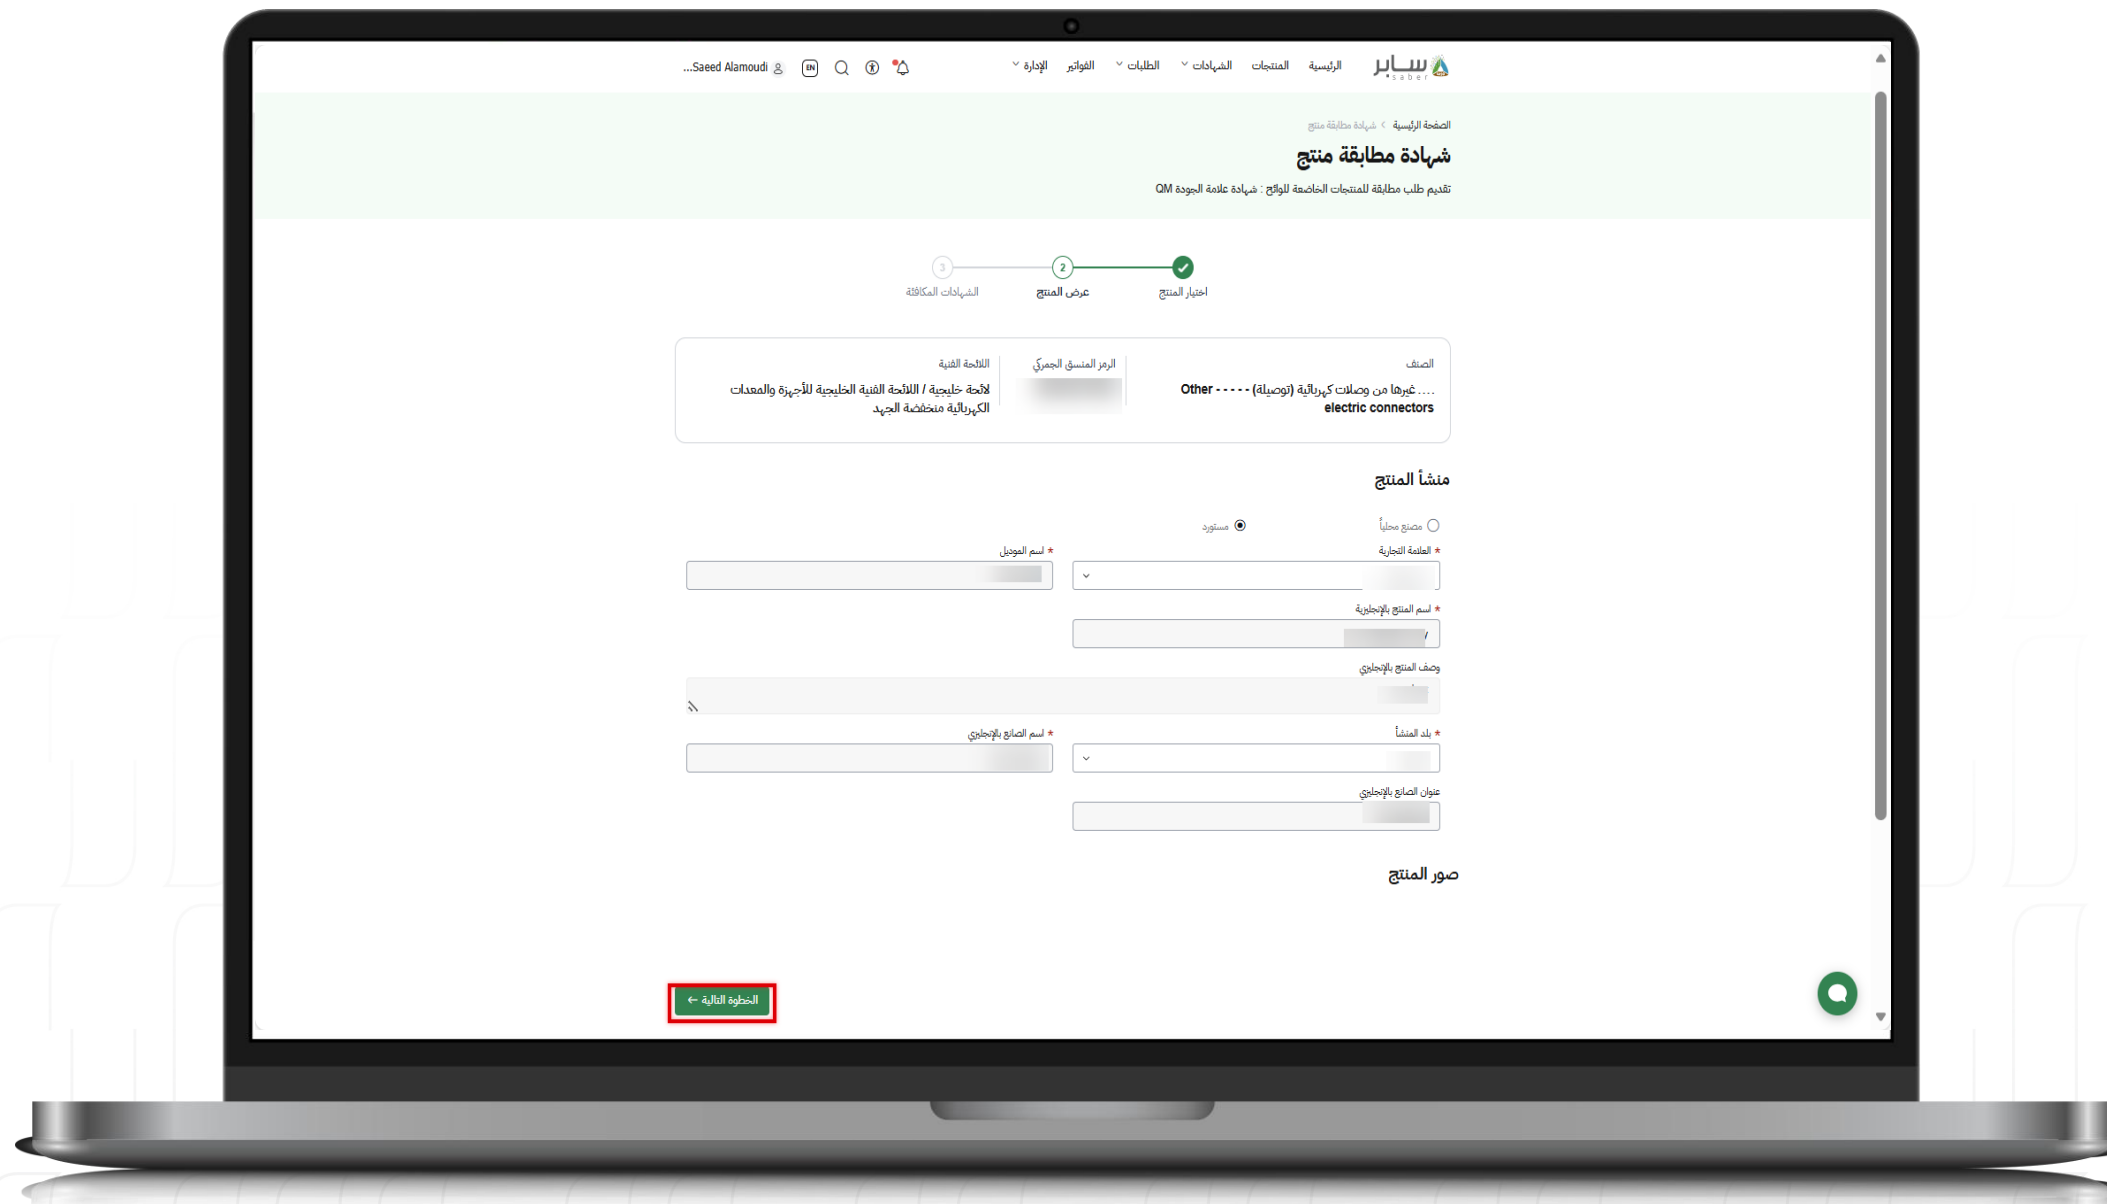 سابر
saber
الرئيسية المنتجات الشهادات الطلبات الفواتير الإدارة
EN Saeed Alamoudi...
الصفحة الرئيسية > شهادة مطابقة منتج
شهادة مطابقة منتج
تقديم طلب مطابقة للمنتجات الخاضعة للوائح : شهادة علامة الجودة QM
2 3
اختيار المنتج عرض المنتج الشهادات المكافئة
الصنف
.... غيرها من وصلات كهربائية (توصيلة) - - - - - Other
electric connectors
الرمز المنسق الجمركي
اللائحة الفنية
لائحة خليجية / اللائحة الفنية الخليجية للأجهزة والمعدات
الكهربائية منخفضة الجهد
منشأ المنتج
مصنع محلياً مستورد
* العلامة التجارية
* اسم الموديل
* اسم المنتج بالإنجليزية
وصف المنتج بالإنجليزي
* بلد المنشأ
* اسم الصانع بالإنجليزي
عنوان الصانع بالإنجليزي
صور المنتج
الخطوة التالية ←